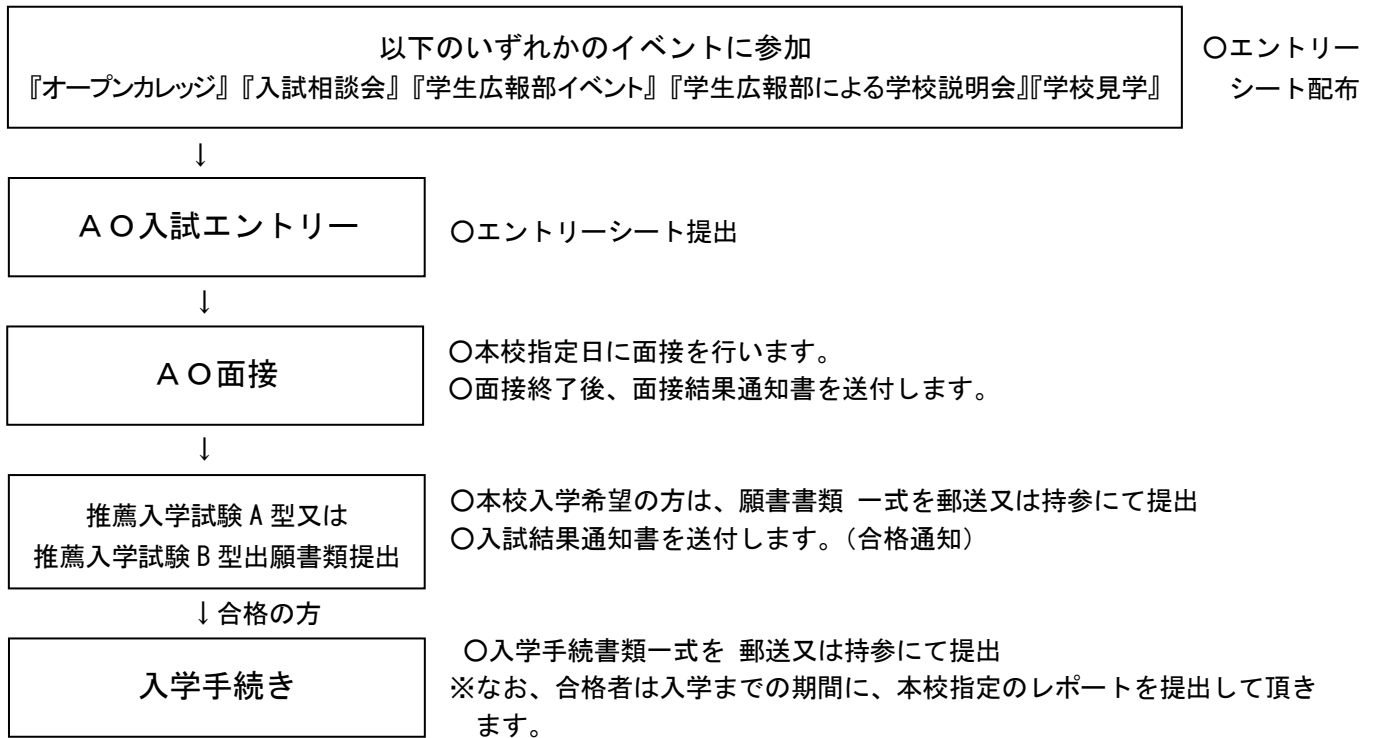 以下のいずれかのイベントに参加
『オープンカレッジ』『入試相談会』『学生広報部イベント』『学生広報部による学校説明会』『学校見学』
〇エントリー
シート配布
↓
ＡＯ入試エントリー
〇エントリーシート提出
↓
ＡＯ面接
〇本校指定日に面接を行います。
〇面接終了後、面接結果通知書を送付します。
↓
推薦入学試験Ａ型又は
推薦入学試験Ｂ型出願書類提出
〇本校入学希望の方は、願書書類 一式を郵送又は持参にて提出
〇入試結果通知書を送付します。（合格通知）
↓合格の方
入学手続き
〇入学手続書類一式を 郵送又は持参にて提出
※なお、合格者は入学までの期間に、本校指定のレポートを提出して頂き
ます。